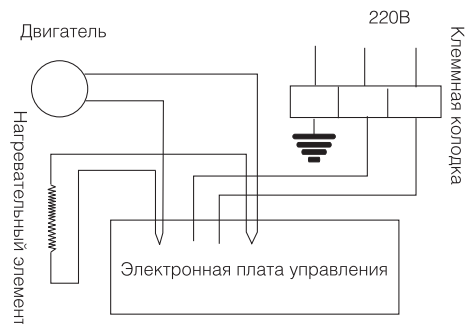 Двигатель
220В
Клеммная колодка
Нагревательный элемент
Электронная плата управления